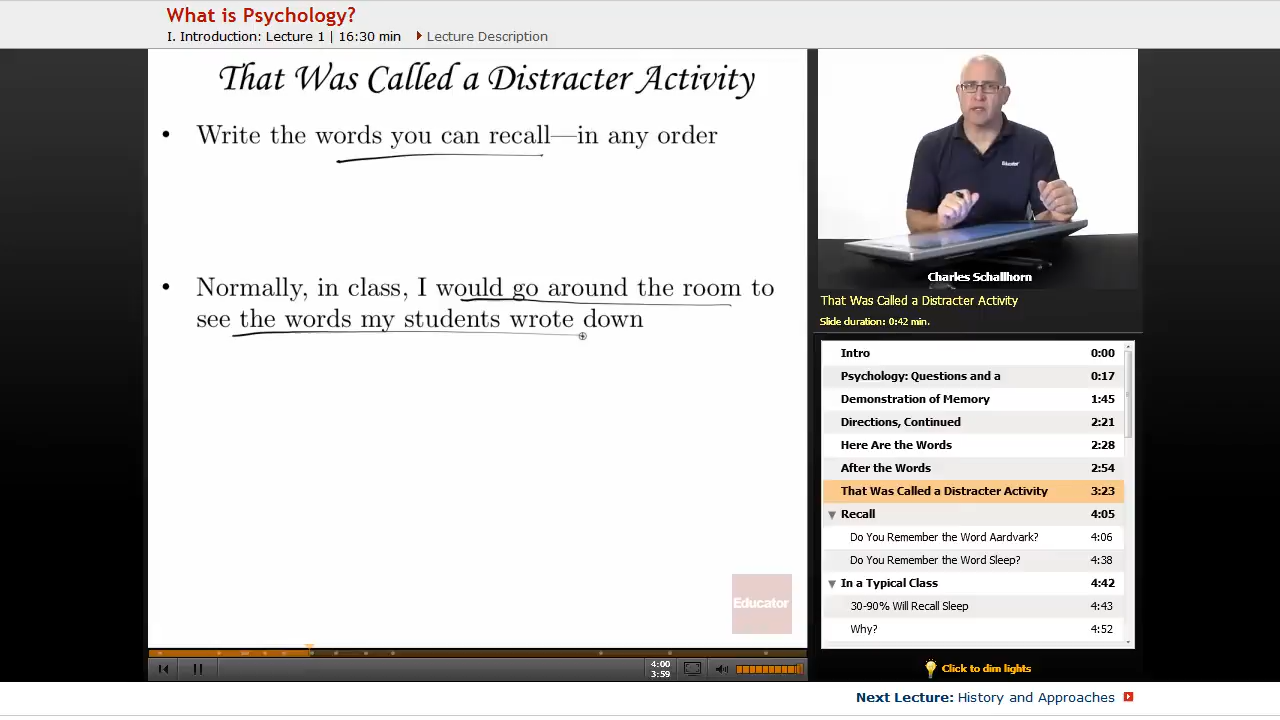 What is Psychology?
I. Introduction: Lecture 1 | 16:30 min
Lecture Description
That Was Called a Distracter Activity
• Write the words you can recall—in any order
• Normally, in class, I would go around the room to
see the words my students wrote down
Educator
4:00
3:59
Educator
Charles Schallhorn
That Was Called a Distracter Activity
Slide duration: 0:42 min.
Intro 0:00
Psychology: Questions and a 0:17
Demonstration of Memory 1:45
Directions, Continued 2:21
Here Are the Words 2:28
After the Words 2:54
That Was Called a Distracter Activity 3:23
Recall 4:05
Do You Remember the Word Aardvark? 4:06
Do You Remember the Word Sleep? 4:38
In a Typical Class 4:42
30-90% Will Recall Sleep 4:43
Why? 4:52
Click to dim lights
Next Lecture: History and Approaches